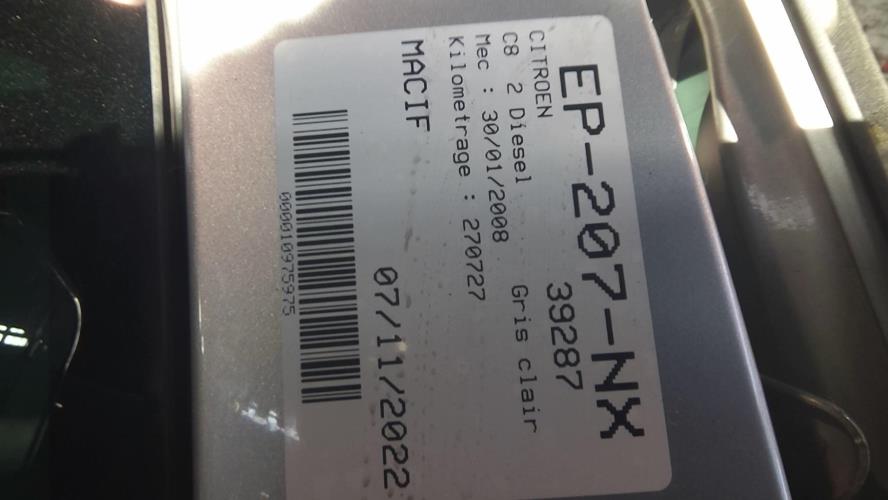 EP-207-NX
39287
CITROEN
C8 2 Diesel Gris clair
Mec : 30/01/2008
Kilometrage : 270727
MACIF 07/11/2022
000010975975